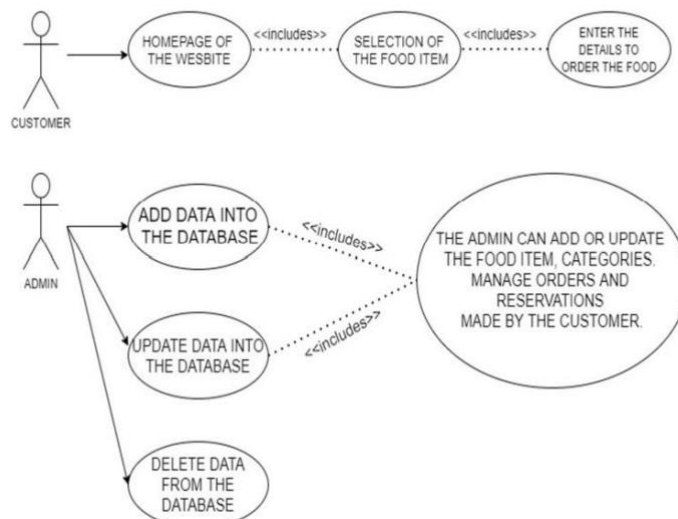 HOMEPAGE OF
THE WESBITE
<<includes>>
SELECTION OF
THE FOOD ITEM
<<includes>>
ENTER THE
DETAILS TO
ORDER THE FOOD
CUSTOMER
ADD DATA INTO
THE DATABASE
<<includes>>
THE ADMIN CAN ADD OR UPDATE
THE FOOD ITEM, CATEGORIES.
MANAGE ORDERS AND
RESERVATIONS
MADE BY THE CUSTOMER.
ADMIN
UPDATE DATA INTO
THE DATABASE
<<includes>>
DELETE DATA
FROM THE
DATABASE